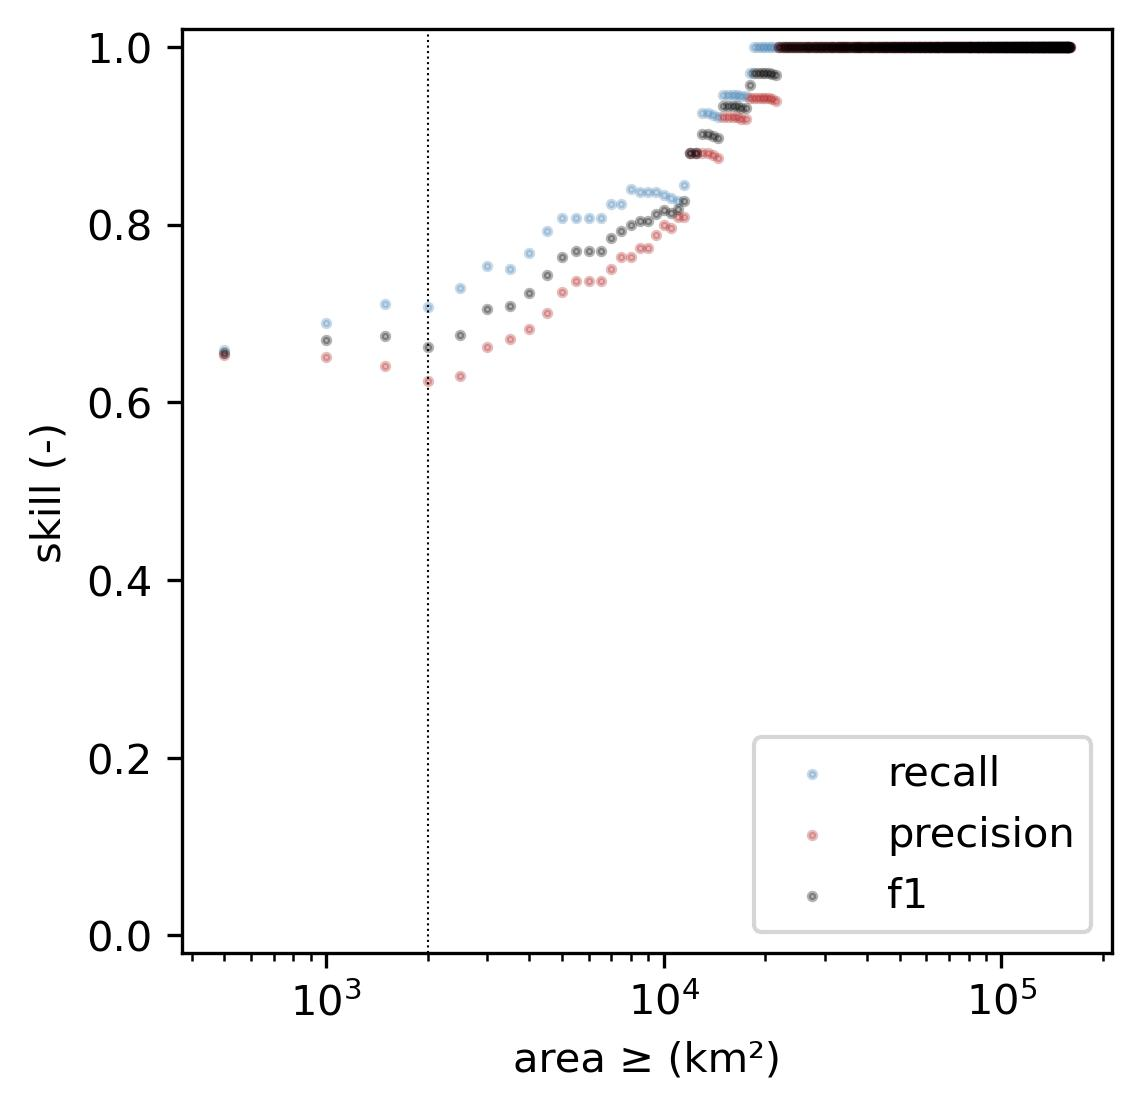 1.0
0.8
0.6
0.4
0.2
0.0
skill (-)
10³
10⁴
10⁵
area ≥ (km²)
recall
precision
f1